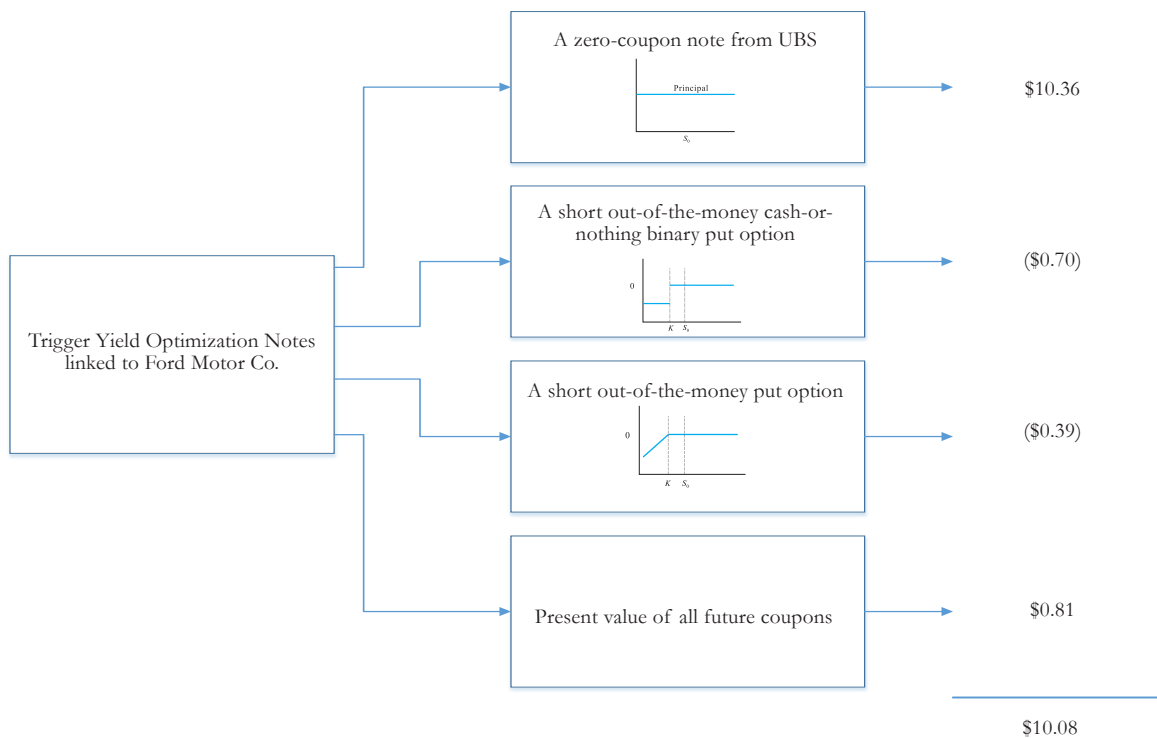 A zero-coupon note from UBS
Principal
S0
$10.36
A short out-of-the-money cash-or-
nothing binary put option
0
K S0
($0.70)
Trigger Yield Optimization Notes
linked to Ford Motor Co.
A short out-of-the-money put option
0
K S0
($0.39)
Present value of all future coupons
$0.81
$10.08